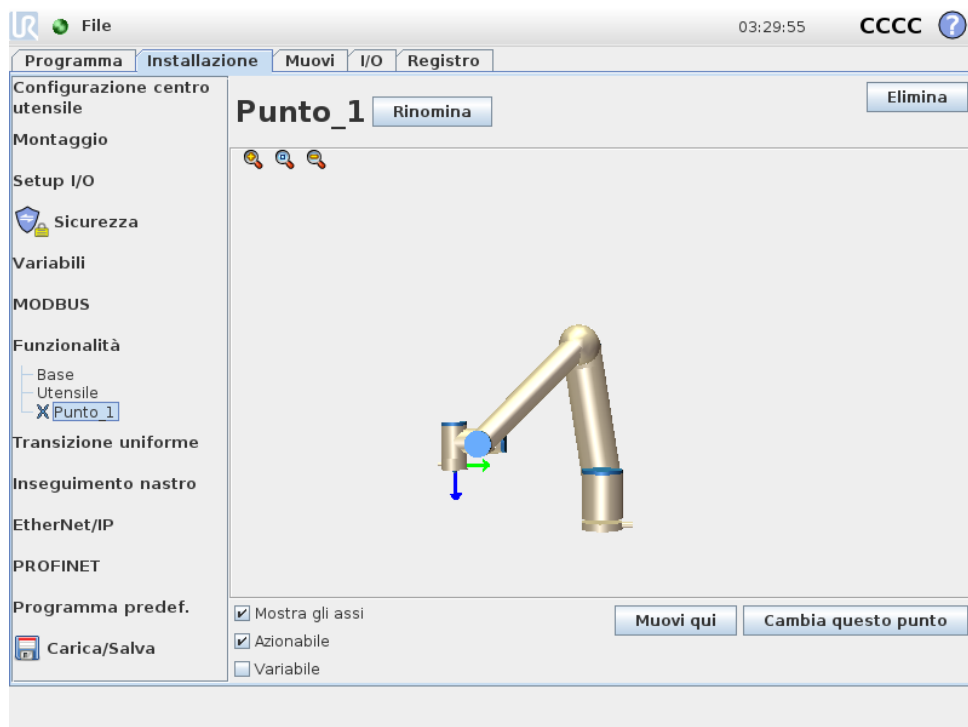 UR File 03:29:55 CCCC ?
Programma Installazione Muovi I/O Registro
Configurazione centro
utensile
Montaggio
Setup I/O
Sicurezza
Variabili
MODBUS
Funzionalità
Base
Utensile
Punto_1
Transizione uniforme
Inseguimento nastro
EtherNet/IP
PROFINET
Programma predef.
Carica/Salva
Punto_1 Rinomina Elimina
Mostra gli assi
Azionabile
Variabile
Muovi qui Cambia questo punto